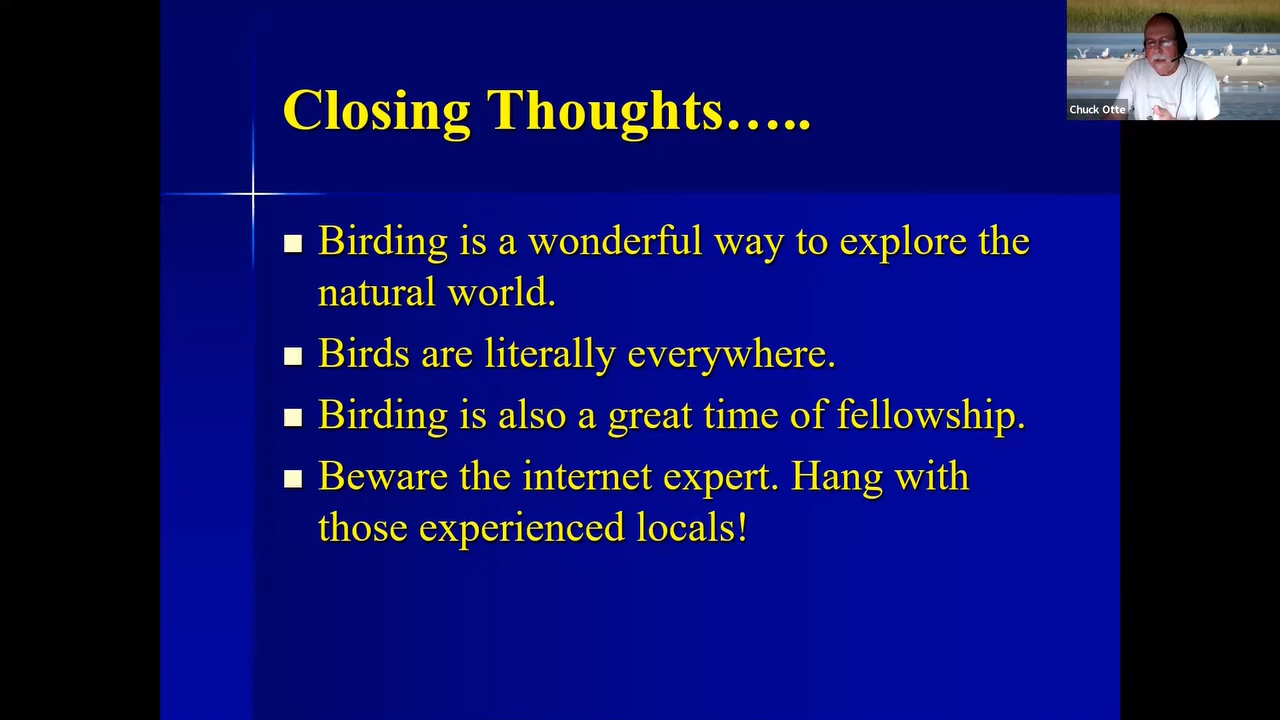 Closing Thoughts…..
Birding is a wonderful way to explore the
natural world.
Birds are literally everywhere.
Birding is also a great time of fellowship.
Beware the internet expert. Hang with
those experienced locals!
Chuck Otte